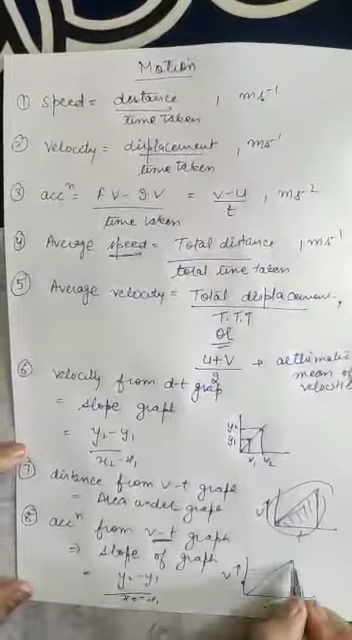 Motion
① Speed = distance / time taken , ms⁻¹
② Velocity = displacement / time taken , ms⁻¹
③ accⁿ = F.V - I.V / time taken = v-u / t , ms⁻²
④ Average speed = Total distance / total time taken , ms⁻¹
⑤ Average velocity = Total displacement, / T.T.T
or
u+v / 2 → arithmetic mean of velocities
⑥ Velocity from d-t graph
= slope graph
= y₂-y₁ / x₂-x₁
⑦ distance from v-t graph
= Area under graph
⑧ accⁿ from v-t graph
⇒ slope of graph
= y₂-y₁ / x₂-x₁